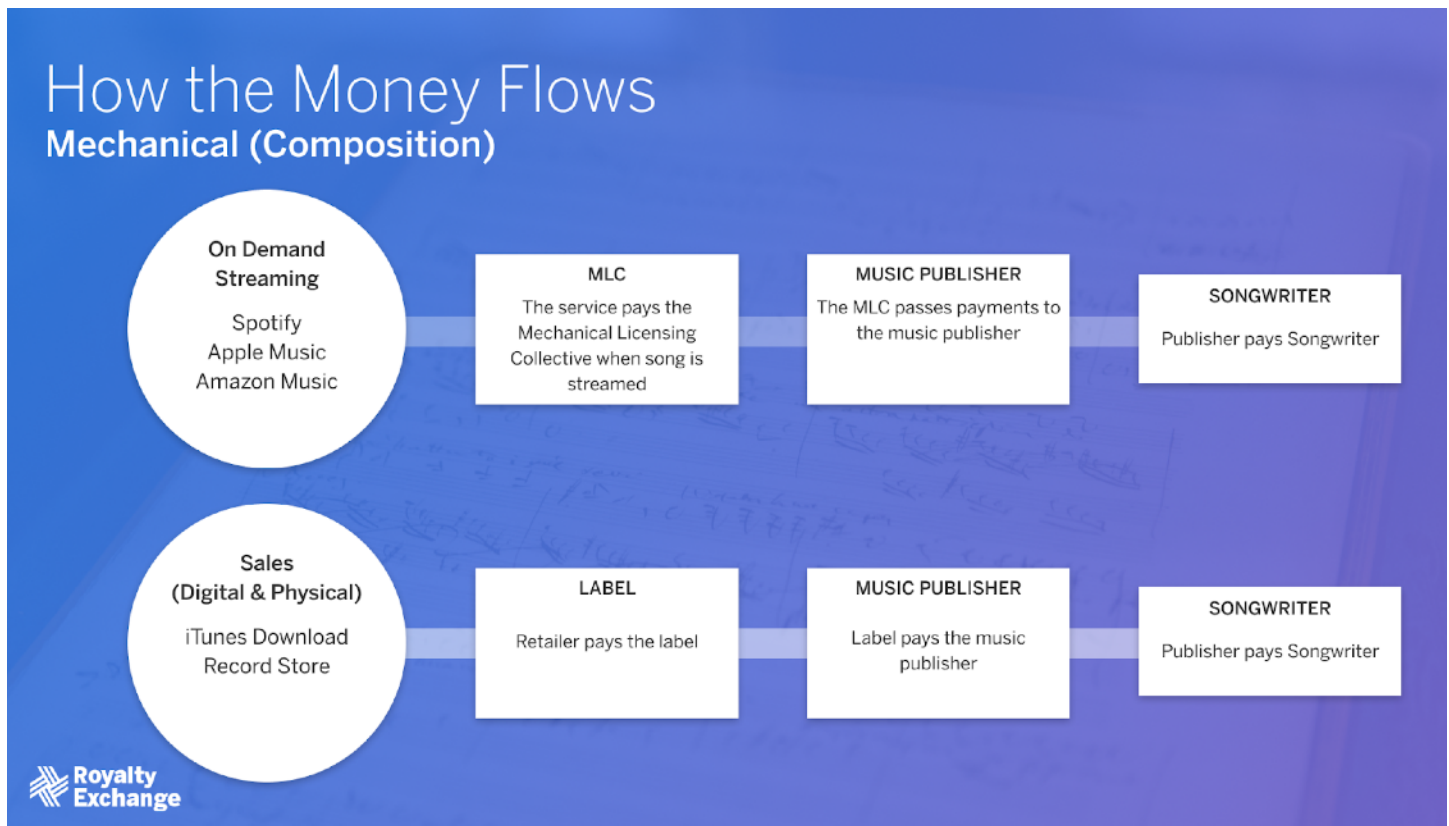 How the Money Flows
Mechanical (Composition)
On Demand
Streaming
Spotify
Apple Music
Amazon Music
MLC
The service pays the
Mechanical Licensing
Collective when song is
streamed
MUSIC PUBLISHER
The MLC passes payments to
the music publisher
SONGWRITER
Publisher pays Songwriter
Sales
(Digital & Physical)
iTunes Download
Record Store
LABEL
Retailer pays the label
MUSIC PUBLISHER
Label pays the music
publisher
SONGWRITER
Publisher pays Songwriter
Royalty
Exchange